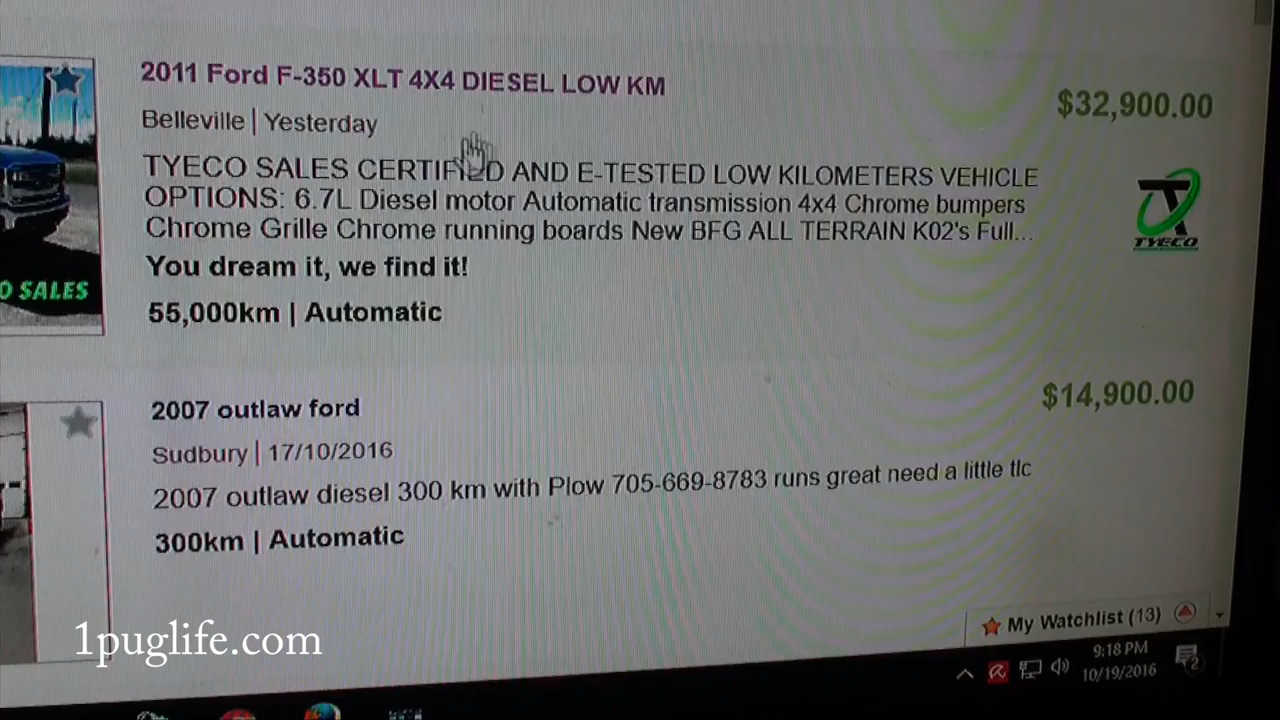 2011 Ford F-350 XLT 4X4 DIESEL LOW KM
$32,900.00
Belleville | Yesterday
TYECO SALES CERTIFIED AND E-TESTED LOW KILOMETERS VEHICLE
OPTIONS: 6.7L Diesel motor Automatic transmission 4x4 Chrome bumpers
Chrome Grille Chrome running boards New BFG ALL TERRAIN K02's Full...
TYECO
You dream it, we find it!
O SALES
55,000km | Automatic
2007 outlaw ford
$14,900.00
Sudbury | 17/10/2016
2007 outlaw diesel 300 km with Plow 705-669-8783 runs great need a little tlc
300km | Automatic
My Watchlist (13)
1puglife.com
9:18 PM
10/19/2016
2